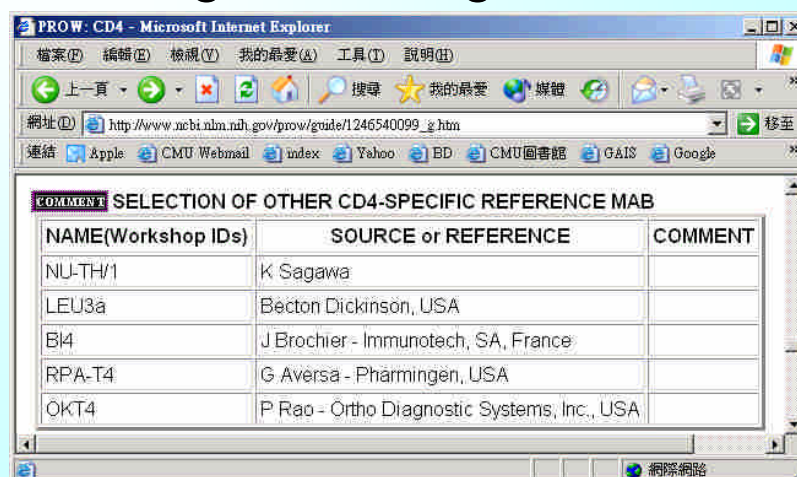 PROW: CD4 - Microsoft Internet Explorer
檔案(F) 編輯(E) 檢視(V) 我的最愛(A) 工具(T) 說明(H)
上一頁 搜尋 我的最愛 媒體
網址(D) http://www.ncbi.nlm.nih.gov/prow/guide/1246540099_g.htm 移至
連結 Apple CMU Webmail index Yahoo BD CMU圖書館 GAIS Google
COMMENT SELECTION OF OTHER CD4-SPECIFIC REFERENCE MAB
NAME(Workshop IDs) SOURCE or REFERENCE COMMENT
NU-TH/1 K Sagawa
LEU3a Becton Dickinson, USA
BI4 J Brochier - Immunotech, SA, France
RPA-T4 G Aversa - Pharmingen, USA
OKT4 P Rao - Ortho Diagnostic Systems, Inc., USA
網際網路